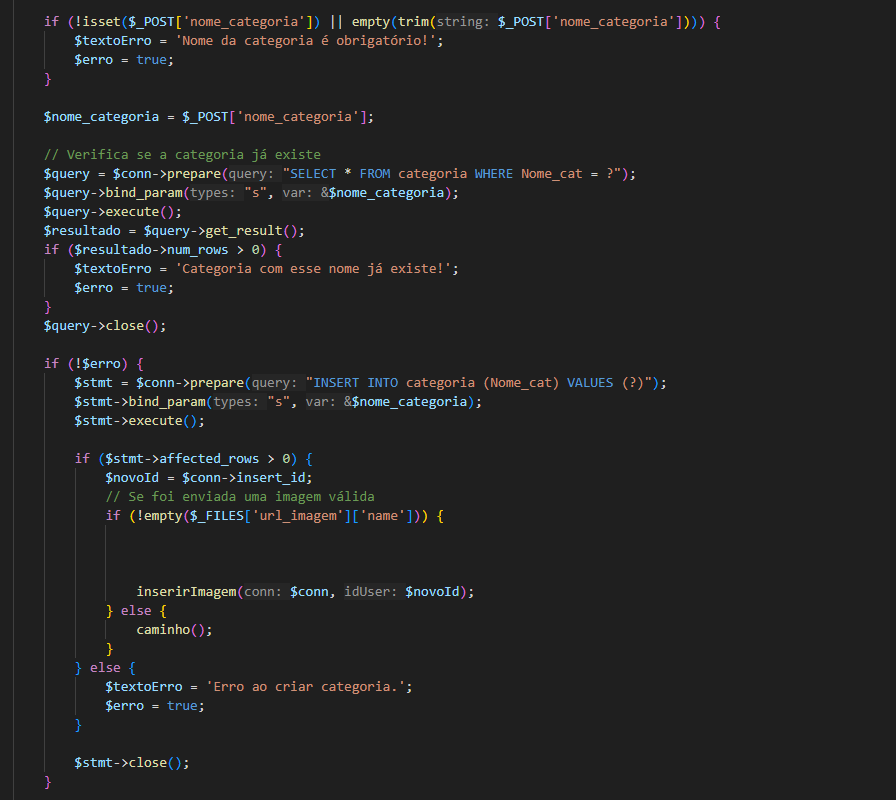 if (!isset($_POST['nome_categoria']) || empty(trim(string: $_POST['nome_categoria']))) {
$textoErro = 'Nome da categoria é obrigatório!';
$erro = true;
}
$nome_categoria = $_POST['nome_categoria'];
// Verifica se a categoria já existe
$query = $conn->prepare(query: "SELECT * FROM categoria WHERE Nome_cat = ?");
$query->bind_param(types: "s", var: &$nome_categoria);
$query->execute();
$resultado = $query->get_result();
if ($resultado->num_rows > 0) {
$textoErro = 'Categoria com esse nome já existe!';
$erro = true;
}
$query->close();
if (!$erro) {
$stmt = $conn->prepare(query: "INSERT INTO categoria (Nome_cat) VALUES (?)");
$stmt->bind_param(types: "s", var: &$nome_categoria);
$stmt->execute();
if ($stmt->affected_rows > 0) {
$novoId = $conn->insert_id;
// Se foi enviada uma imagem válida
if (!empty($_FILES['url_imagem']['name'])) {
inserirImagem(conn: $conn, idUser: $novoId);
} else {
caminho();
}
} else {
$textoErro = 'Erro ao criar categoria.';
$erro = true;
}
$stmt->close();
}